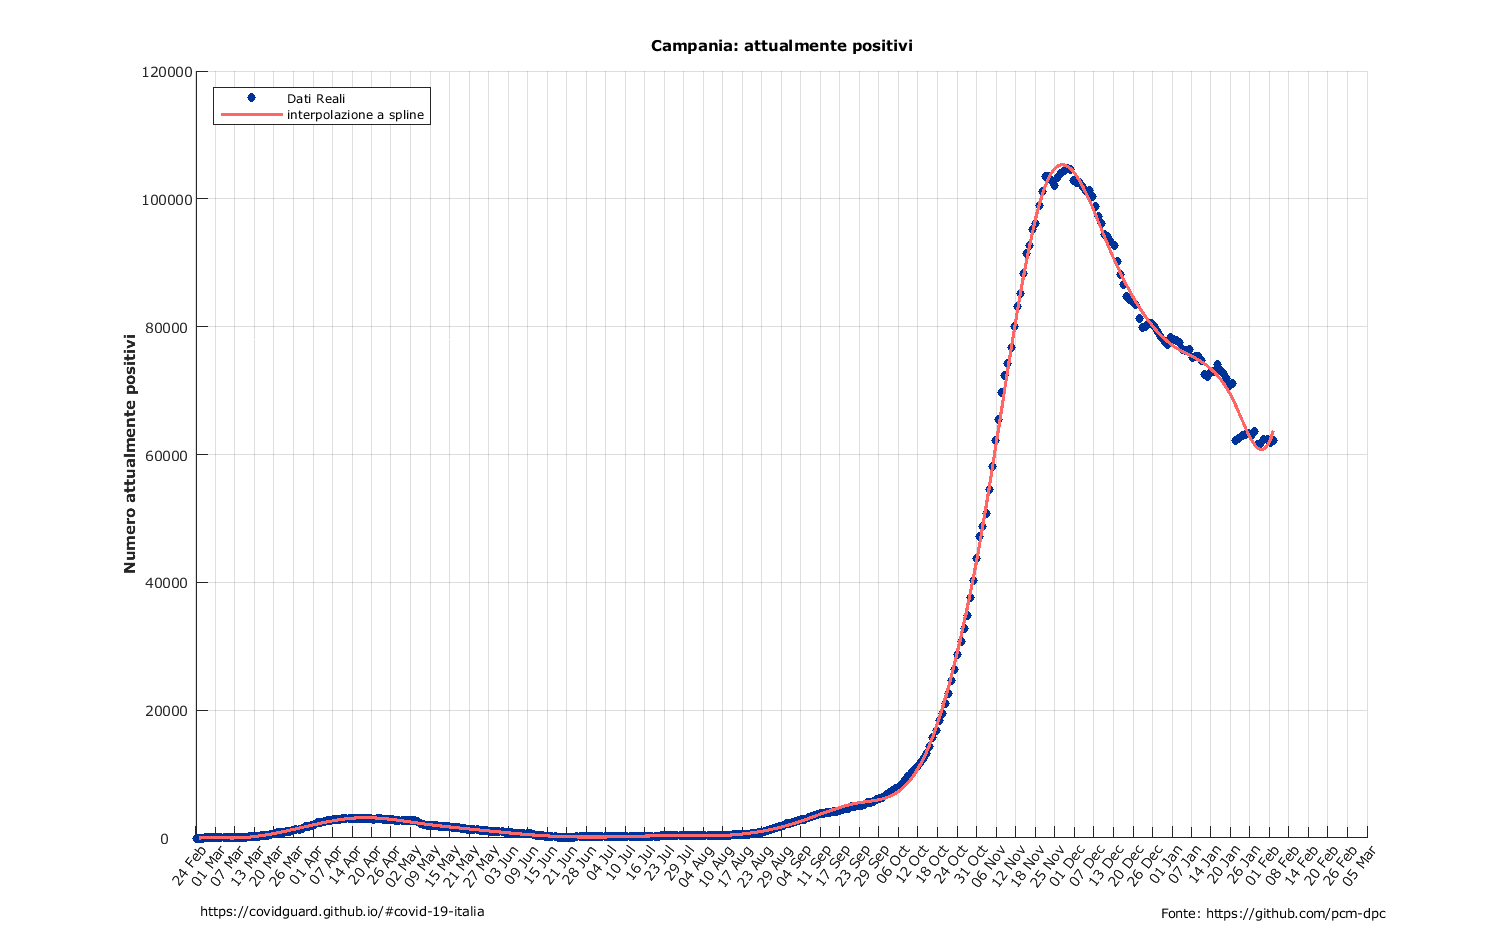 Campania: attualmente positivi
120000
100000
80000
60000
40000
20000
0
Numero attualmente positivi
Dati Reali
interpolazione a spline
24 Feb
01 Mar
07 Mar
13 Mar
20 Mar
26 Mar
01 Apr
07 Apr
14 Apr
20 Apr
26 Apr
02 May
09 May
15 May
21 May
27 May
03 Jun
09 Jun
15 Jun
21 Jun
28 Jun
04 Jul
10 Jul
16 Jul
23 Jul
29 Jul
04 Aug
10 Aug
17 Aug
23 Aug
29 Aug
04 Sep
11 Sep
17 Sep
23 Sep
29 Sep
06 Oct
12 Oct
18 Oct
24 Oct
31 Oct
06 Nov
12 Nov
18 Nov
25 Nov
01 Dec
07 Dec
13 Dec
20 Dec
26 Dec
01 Jan
07 Jan
14 Jan
20 Jan
26 Jan
01 Feb
08 Feb
14 Feb
20 Feb
26 Feb
05 Mar
https://covidguard.github.io/#covid-19-italia
Fonte: https://github.com/pcm-dpc